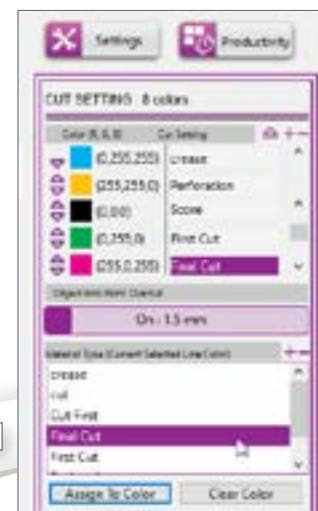 Settings Productivity
CUT SETTING 8 colors
Color (R, G, B) Cut Setting
(0,255,255) crease
(255,255,0) Perforation
(0,0,0) Score
(0,255,0) First Cut
(255,0,255) Final Cut
On - 1.5 mm
Material Type (Current Selected Line Color)
crease
cut
Cut First
Final Cut
First Cut
Assign To Color Clear Color